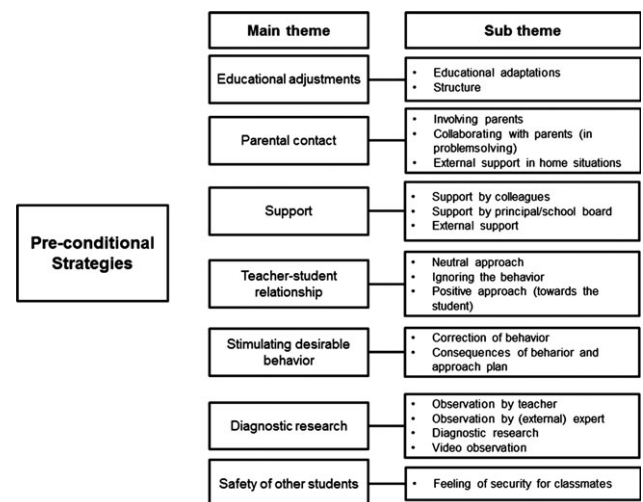 Main theme
Sub theme
Educational adjustments
• Educational adaptations
• Structure
Parental contact
• Involving parents
• Collaborating with parents (in
problemsolving)
• External support in home situations
Support
• Support by colleagues
• Support by principal/school board
• External support
Pre-conditional
Strategies
Teacher-student
relationship
• Neutral approach
• Ignoring the behavior
• Positive approach (towards the
student)
Stimulating desirable
behavior
• Correction of behavior
• Consequences of beharior and
approach plan
Diagnostic research
• Observation by teacher
• Observation by (external) expert
• Diagnostic research
• Video observation
Safety of other students
• Feeling of security for classmates